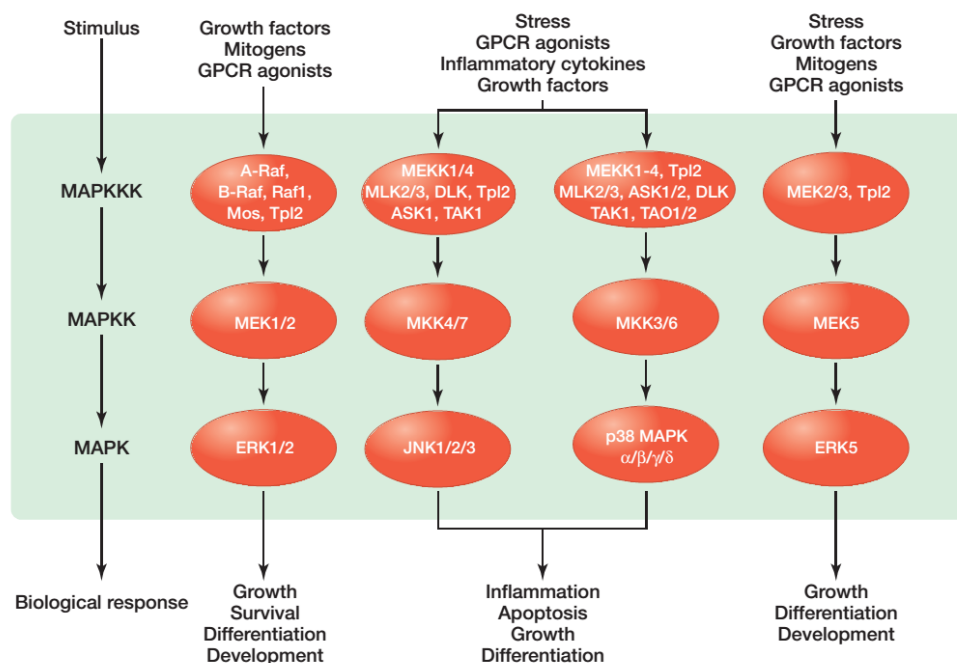 Stimulus
MAPKKK
MAPKK
MAPK
Biological response
Growth factors
Mitogens
GPCR agonists
A-Raf,
B-Raf, Raf1,
Mos, Tpl2
MEK1/2
ERK1/2
Growth
Survival
Differentiation
Development
Stress
GPCR agonists
Inflammatory cytokines
Growth factors
MEKK1/4
MLK2/3, DLK, Tpl2
ASK1, TAK1
MKK4/7
JNK1/2/3
MEKK1-4, Tpl2
MLK2/3, ASK1/2, DLK
TAK1, TAO1/2
MKK3/6
p38 MAPK
α/β/γ/δ
Inflammation
Apoptosis
Growth
Differentiation
Stress
Growth factors
Mitogens
GPCR agonists
MEK2/3, Tpl2
MEK5
ERK5
Growth
Differentiation
Development